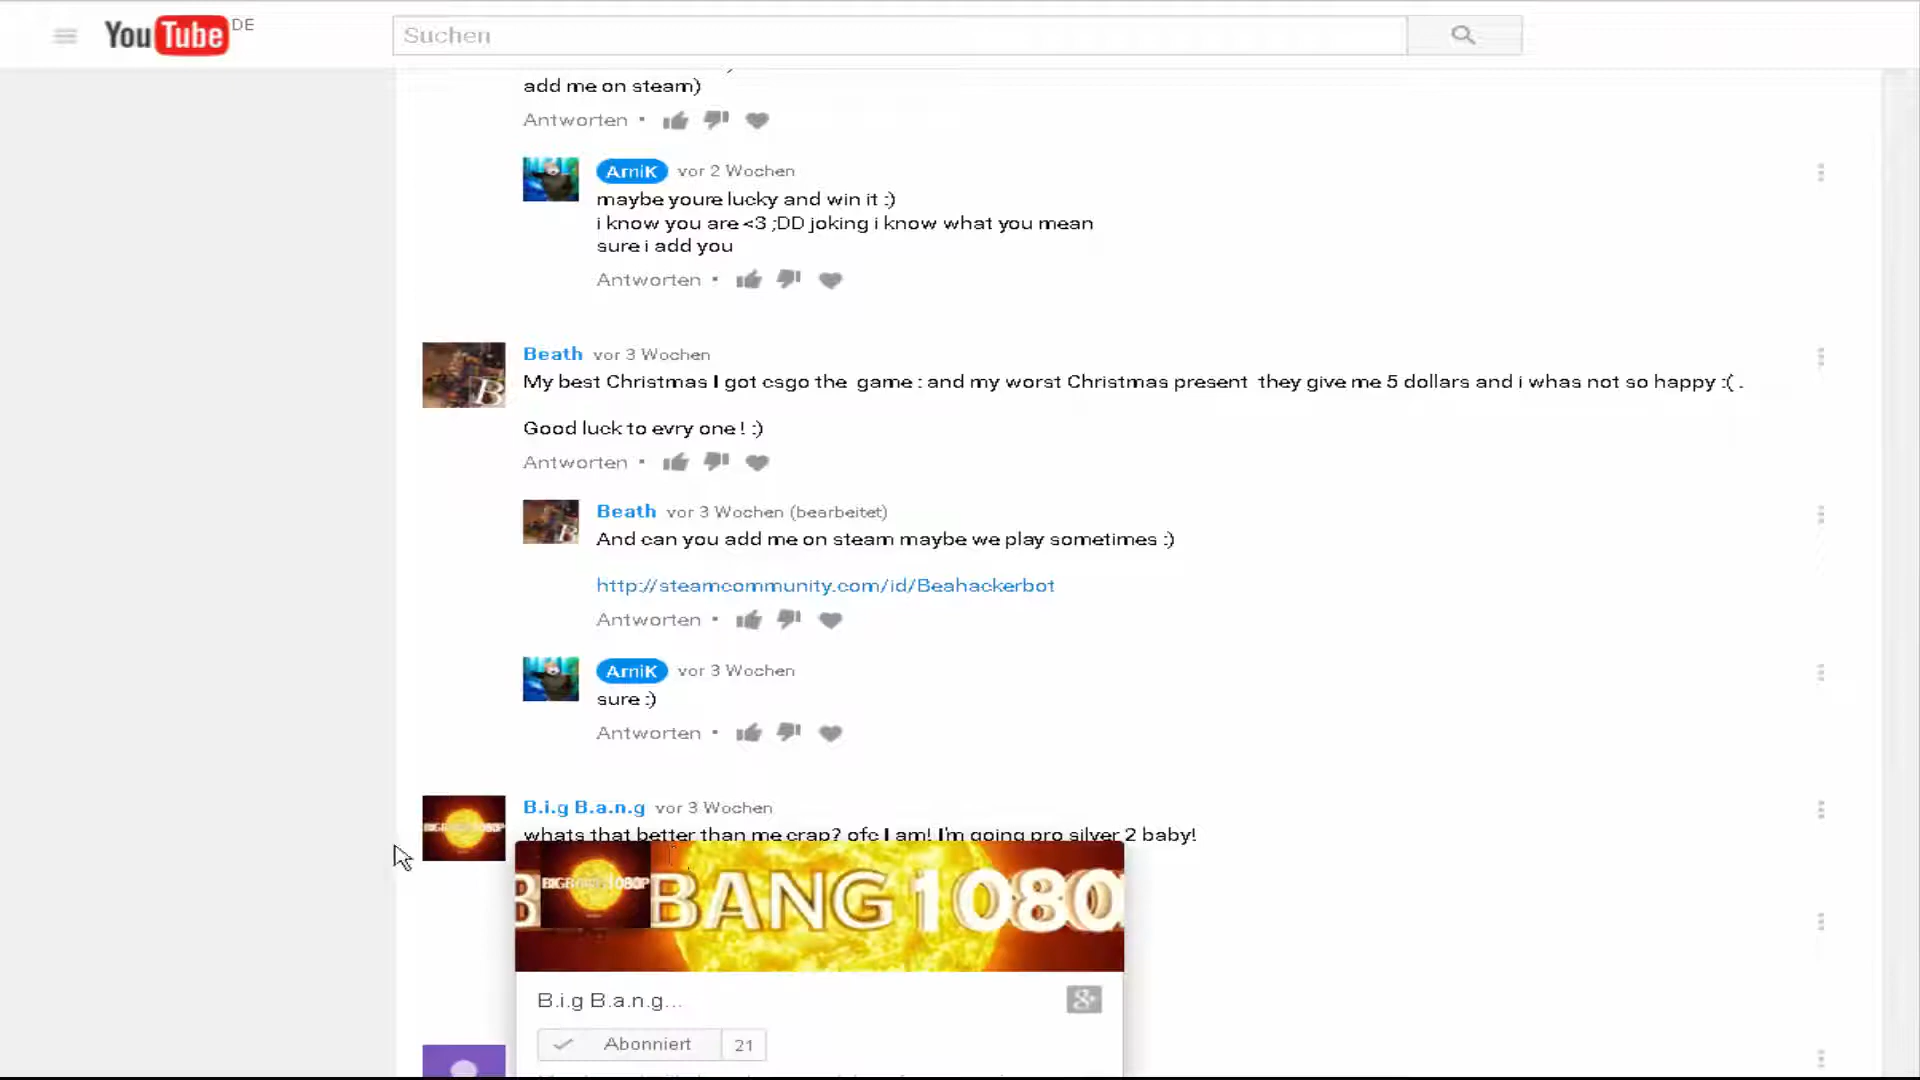 YouTube DE
Suchen
add me on steam)
Antworten •
ArniK vor 2 Wochen
maybe youre lucky and win it :)
i know you are <3 ;DD joking i know what you mean
sure i add you
Antworten •
Beath vor 3 Wochen
My best Christmas I got csgo the game : and my worst Christmas present they give me 5 dollars and i whas not so happy :( .
Good luck to evry one ! :)
Antworten •
Beath vor 3 Wochen (bearbeitet)
And can you add me on steam maybe we play sometimes :)
http://steamcommunity.com/id/Beahackerbot
Antworten •
ArniK vor 3 Wochen
sure :)
Antworten •
B.i.g B.a.n.g vor 3 Wochen
whats that better than me crap? ofc I am! I'm going pro silver 2 baby!
BANG 1080
B.i.g B.a.n.g...
Abonniert 21